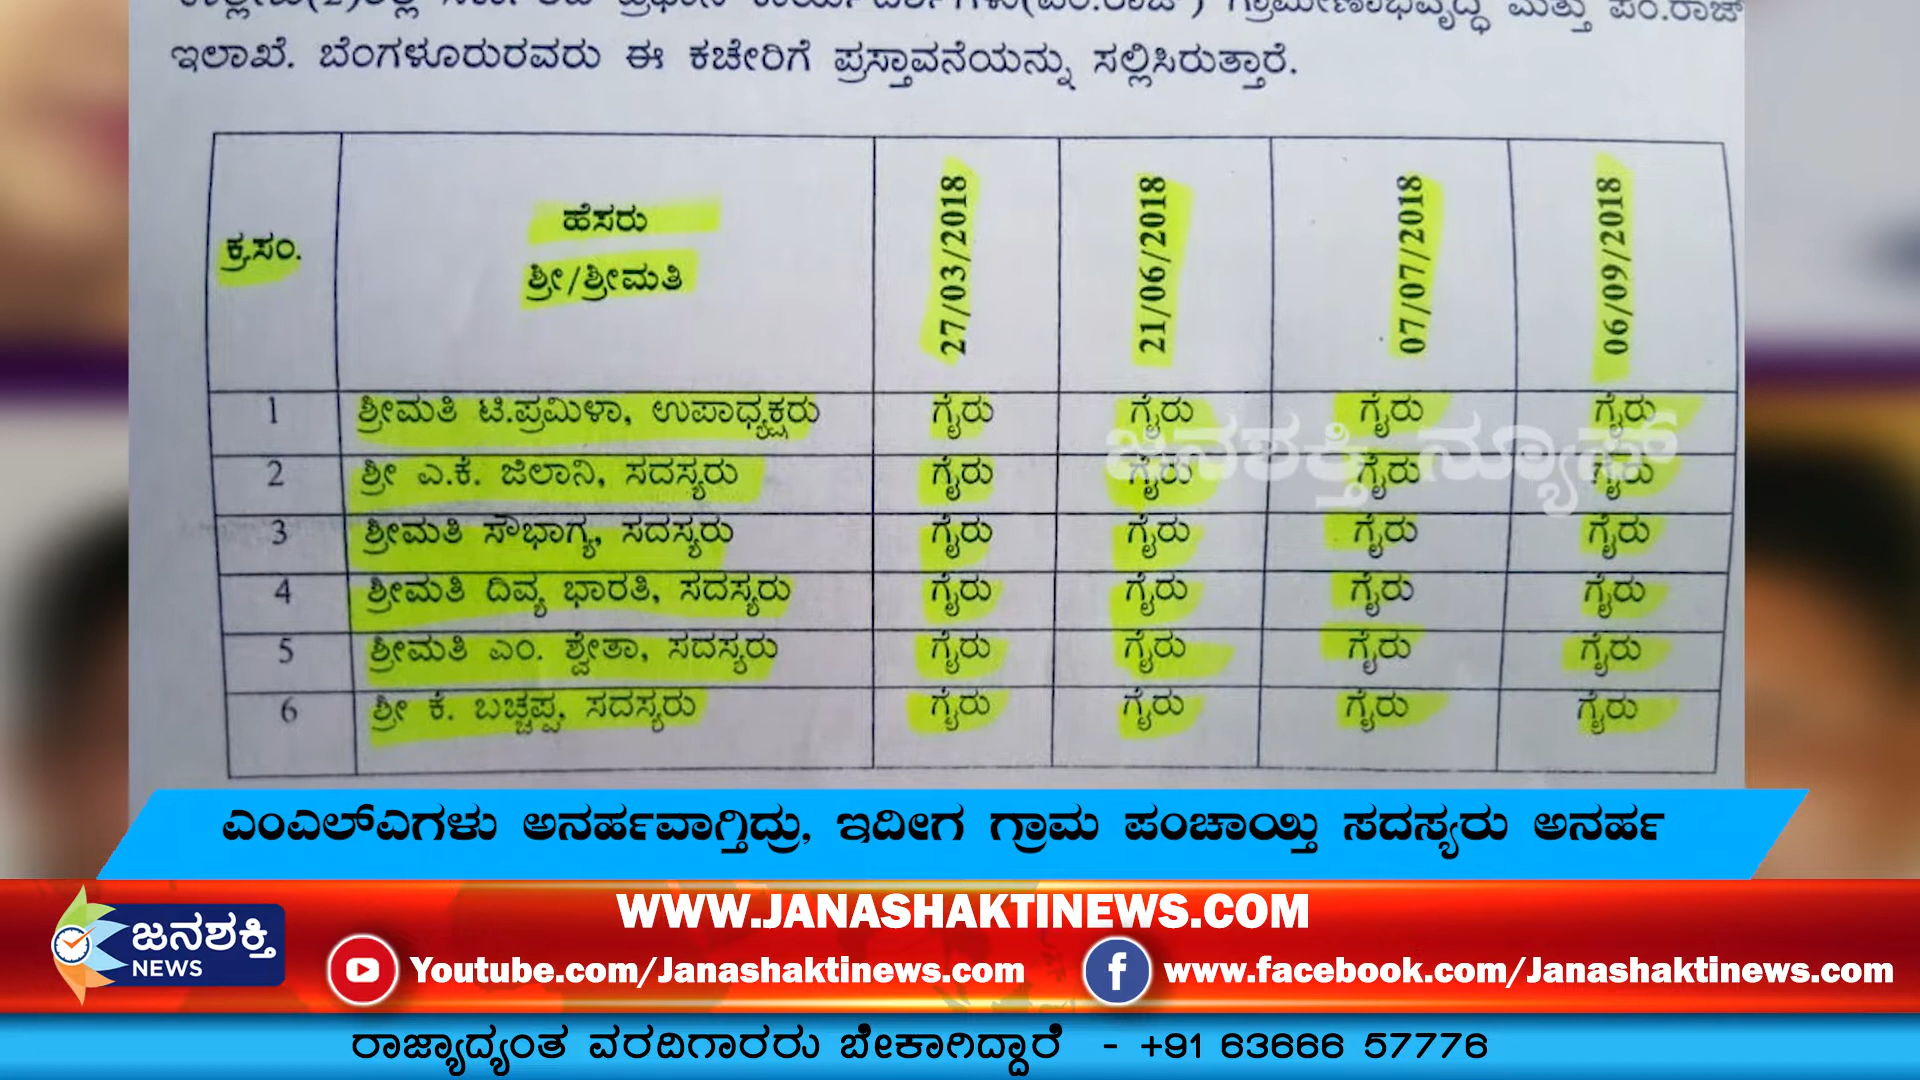 ಇಲಾಖೆ. ಬೆಂಗಳೂರುರವರು ಈ ಕಚೇರಿಗೆ ಪ್ರಸ್ತಾವನೆಯನ್ನು ಸಲ್ಲಿಸಿರುತ್ತಾರೆ.
ಕ್ರ.ಸಂ. ಹೆಸರು ಶ್ರೀ/ಶ್ರೀಮತಿ 27/03/2018 21/06/2018 07/07/2018 06/09/2018
1 ಶ್ರೀಮತಿ ಟಿ.ಪ್ರಮಿಳಾ, ಉಪಾಧ್ಯಕ್ಷರು ಗೈರು ಗೈರು ಗೈರು ಗೈರು
2 ಶ್ರೀ ಎ.ಕೆ. ಜಿಲಾನಿ, ಸದಸ್ಯರು ಗೈರು ಗೈರು ಗೈರು ಗೈರು
ಜನಶಕ್ತಿ ನ್ಯೂಸ್
3 ಶ್ರೀಮತಿ ಸೌಭಾಗ್ಯ, ಸದಸ್ಯರು ಗೈರು ಗೈರು ಗೈರು ಗೈರು
4 ಶ್ರೀಮತಿ ದಿವ್ಯ ಭಾರತಿ, ಸದಸ್ಯರು ಗೈರು ಗೈರು ಗೈರು ಗೈರು
5 ಶ್ರೀಮತಿ ಎಂ. ಶ್ವೇತಾ, ಸದಸ್ಯರು ಗೈರು ಗೈರು ಗೈರು ಗೈರು
6 ಶ್ರೀ ಕೆ. ಬಚ್ಚಪ್ಪ, ಸದಸ್ಯರು ಗೈರು ಗೈರು ಗೈರು ಗೈರು
ಎಂಎಲ್ಎಗಳು ಅನರ್ಹವಾಗ್ತಿದ್ರು, ಇದೀಗ ಗ್ರಾಮ ಪಂಚಾಯ್ತಿ ಸದಸ್ಯರು ಅನರ್ಹ
WWW.JANASHAKTINEWS.COM
ಜನಶಕ್ತಿ
NEWS
Youtube.com/Janashaktinews.com www.facebook.com/Janashaktinews.com
ರಾಜ್ಯಾದ್ಯಂತ ವರದಿಗಾರರು ಬೇಕಾಗಿದ್ದಾರೆ - +91 63666 57776